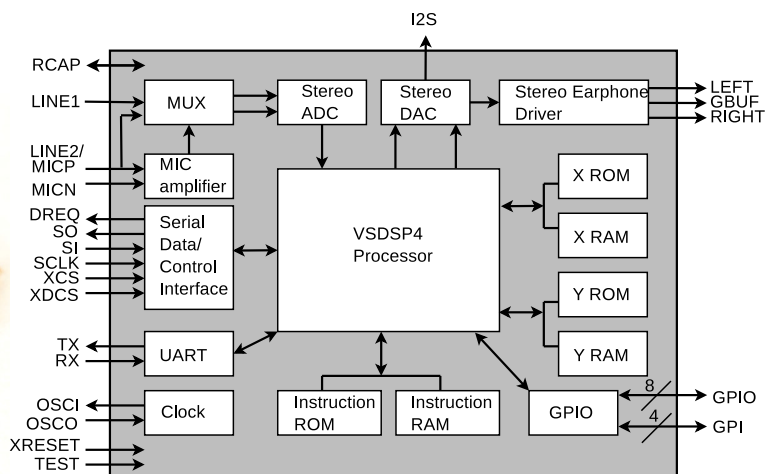 I2S
RCAP
LINE1
LINE2/
MICP
MICN
DREQ
SO
SI
SCLK
XCS
XDCS
TX
RX
OSCI
OSCO
XRESET
TEST
MUX
Stereo
ADC
Stereo
DAC
Stereo Earphone
Driver
LEFT
GBUF
RIGHT
MIC
amplifier
Serial
Data/
Control
Interface
VSDSP4
Processor
X ROM
X RAM
Y ROM
Y RAM
UART
Clock
Instruction
ROM
Instruction
RAM
GPIO
8
4
GPIO
GPI